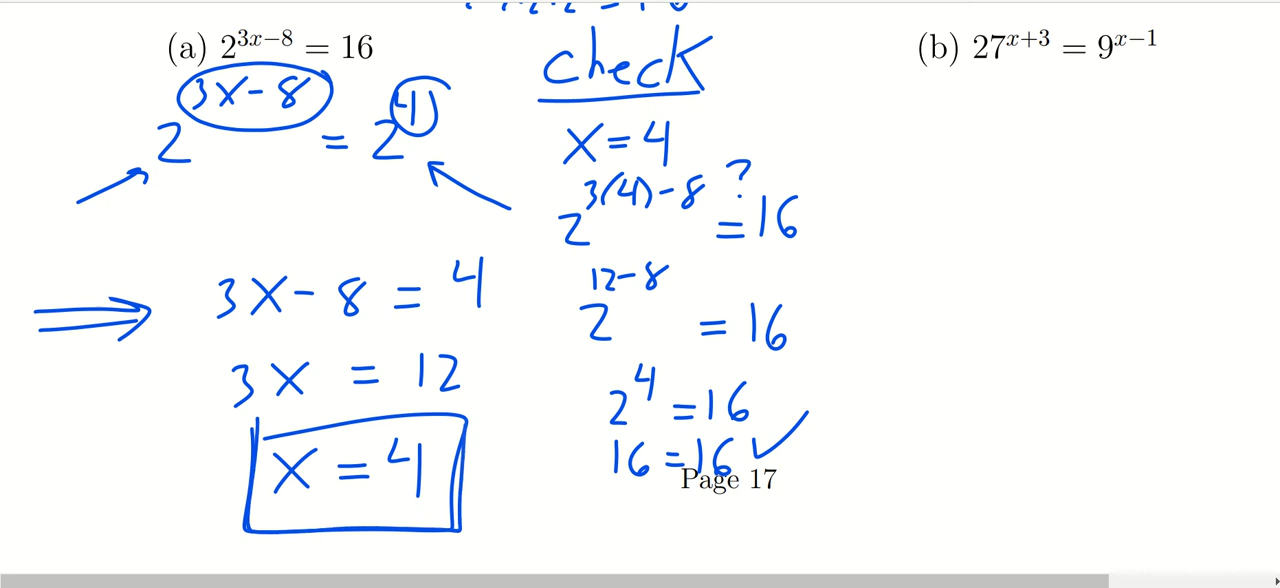 (a) 2^{3x-8} = 16
2^{3x-8} = 2^4
⟹ 3x - 8 = 4
3x = 12
x = 4
check
x = 4
2^{3(4)-8} ?= 16
2^{12-8} = 16
2^4 = 16
16 = 16 ✓
Page 17
(b) 27^{x+3} = 9^{x-1}